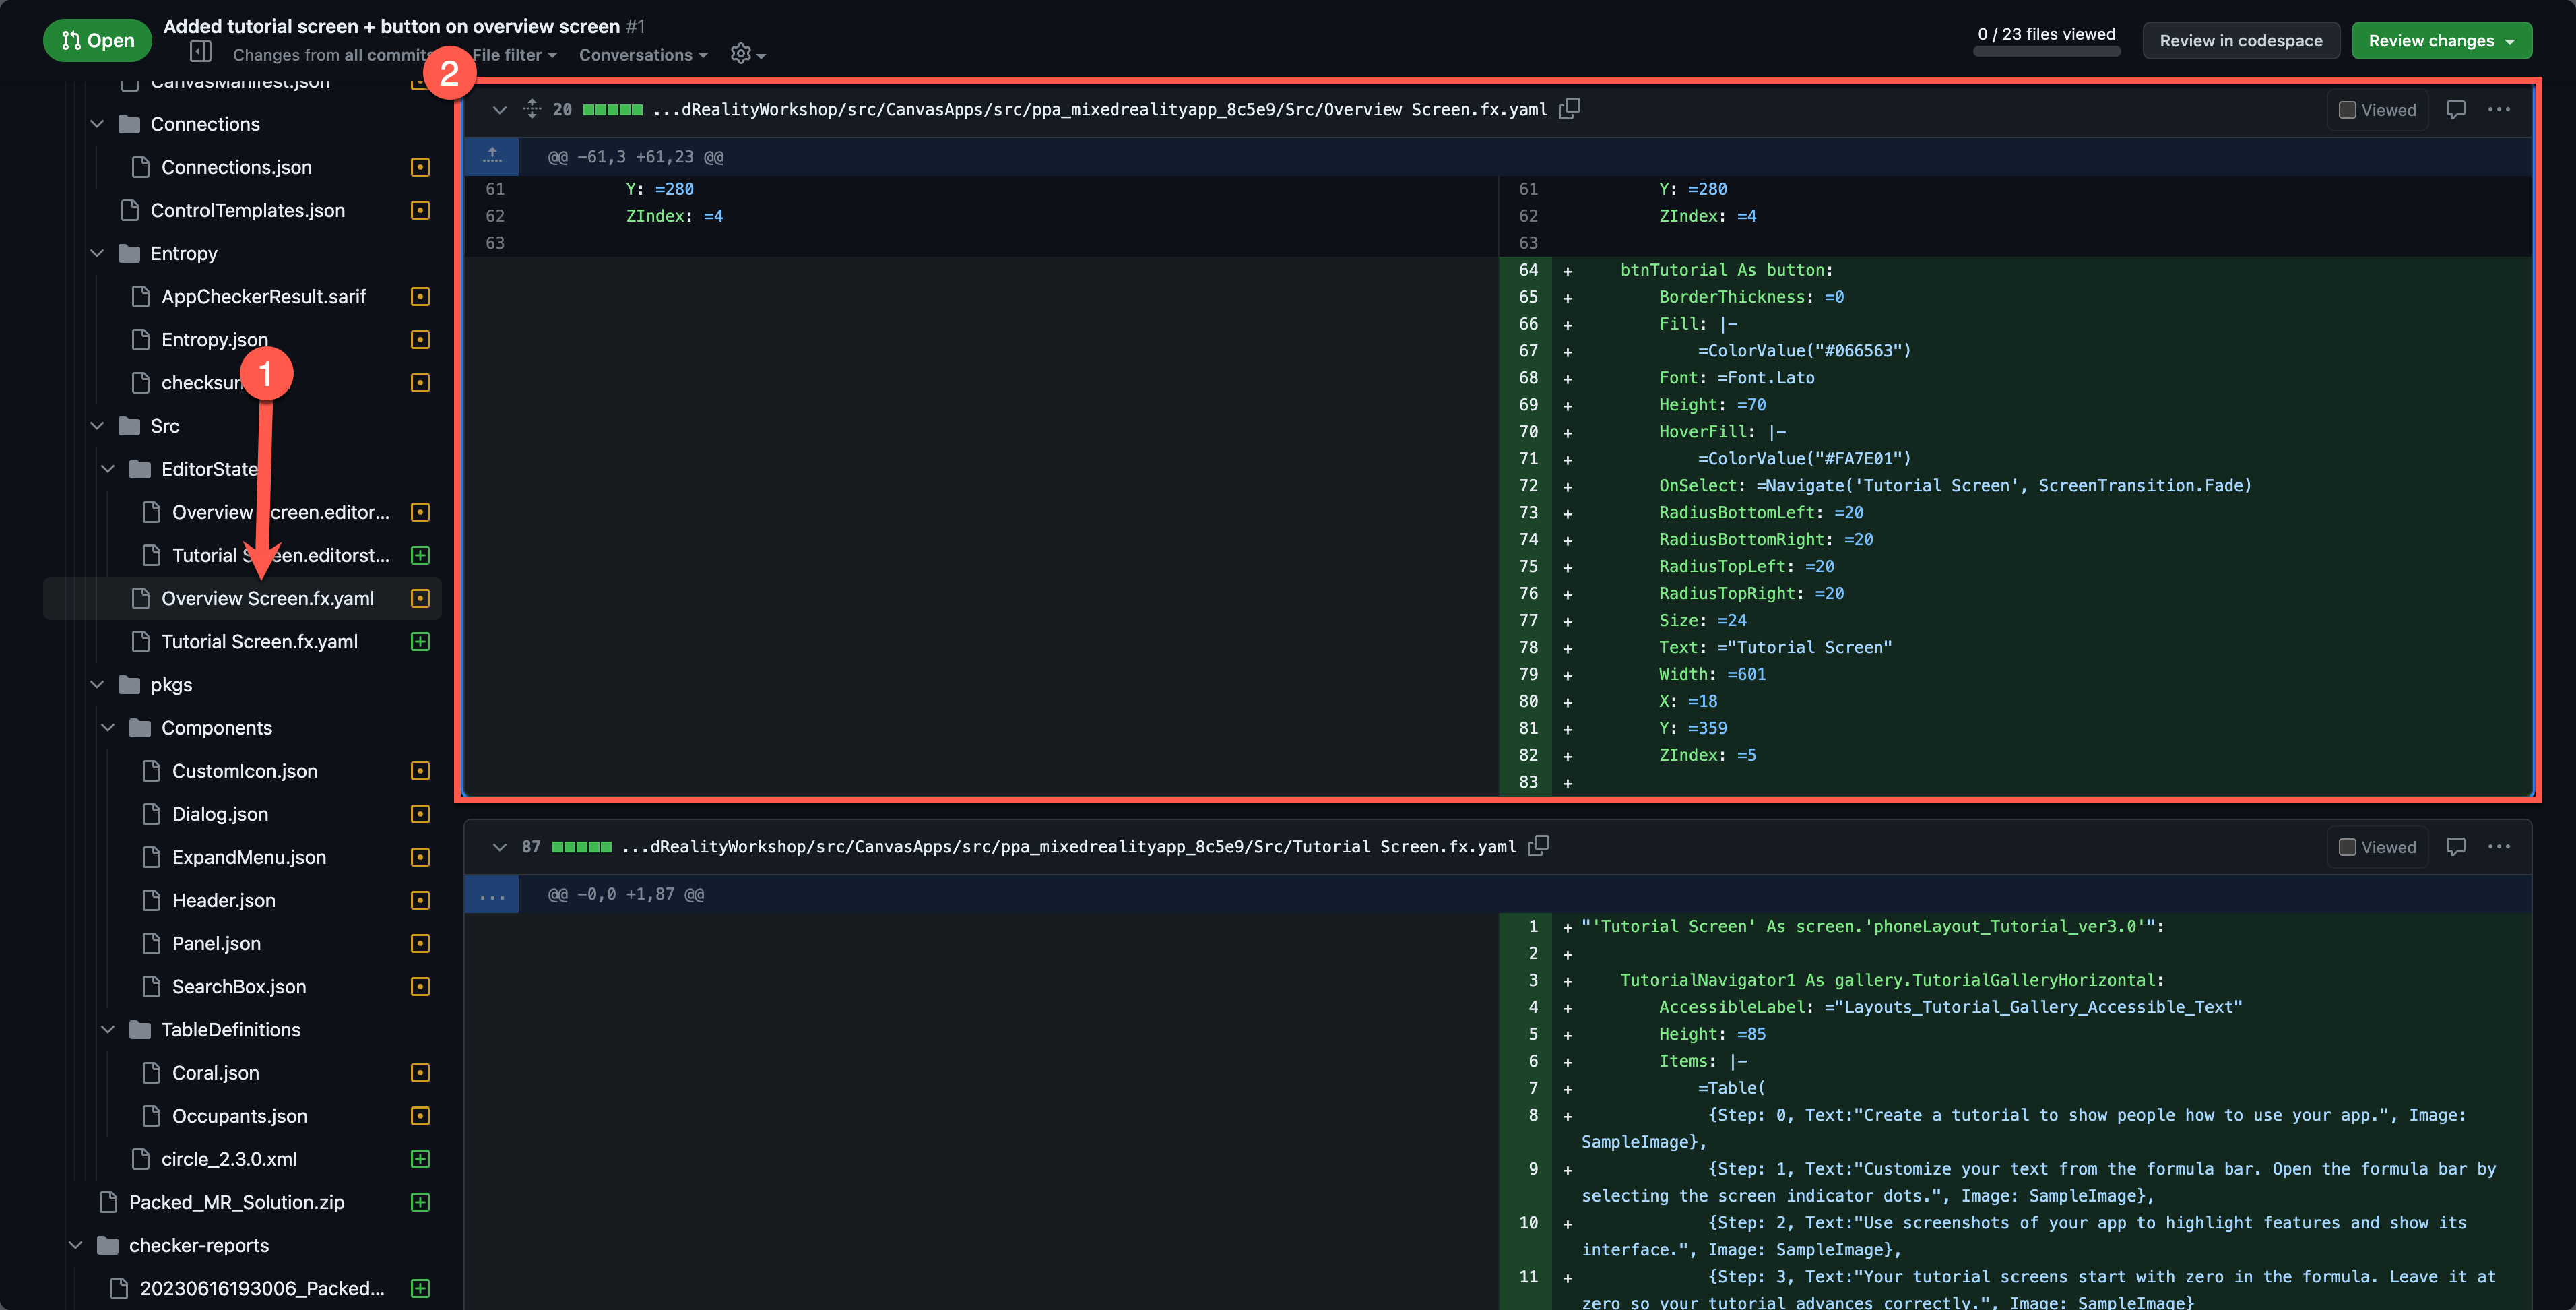 Open
Added tutorial screen + button on overview screen #1
Changes from all commits File filter Conversations
0 / 23 files viewed
Review in codespace
Review changes
2
CanvasManifest.json
Connections
Connections.json
ControlTemplates.json
Entropy
AppCheckerResult.sarif
Entropy.json
1
Src
EditorState
Overview Screen.editor...
Tutorial Screen.editorst...
Overview Screen.fx.yaml
Tutorial Screen.fx.yaml
pkgs
Components
CustomIcon.json
Dialog.json
ExpandMenu.json
Header.json
Panel.json
SearchBox.json
TableDefinitions
Coral.json
Occupants.json
circle_2.3.0.xml
Packed_MR_Solution.zip
checker-reports
20230616193006_Packed...
20 ...dRealityWorkshop/src/CanvasApps/src/ppa_mixedrealityapp_8c5e9/Src/Overview Screen.fx.yaml
Viewed
@@ -61,3 +61,23 @@
61 Y: =280
62 ZIndex: =4
63
61 Y: =280
62 ZIndex: =4
63
64 + btnTutorial As button:
65 + BorderThickness: =0
66 + Fill: |-
67 + =ColorValue("#066563")
68 + Font: =Font.Lato
69 + Height: =70
70 + HoverFill: |-
71 + =ColorValue("#FA7E01")
72 + OnSelect: =Navigate('Tutorial Screen', ScreenTransition.Fade)
73 + RadiusBottomLeft: =20
74 + RadiusBottomRight: =20
75 + RadiusTopLeft: =20
76 + RadiusTopRight: =20
77 + Size: =24
78 + Text: ="Tutorial Screen"
79 + Width: =601
80 + X: =18
81 + Y: =359
82 + ZIndex: =5
83 +
87 ...dRealityWorkshop/src/CanvasApps/src/ppa_mixedrealityapp_8c5e9/Src/Tutorial Screen.fx.yaml
Viewed
@@ -0,0 +1,87 @@
1 + "'Tutorial Screen' As screen.'phoneLayout_Tutorial_ver3.0'":
2 +
3 + TutorialNavigator1 As gallery.TutorialGalleryHorizontal:
4 + AccessibleLabel: ="Layouts_Tutorial_Gallery_Accessible_Text"
5 + Height: =85
6 + Items: |-
7 + =Table(
8 + {Step: 0, Text:"Create a tutorial to show people how to use your app.", Image:
SampleImage},
9 + {Step: 1, Text:"Customize your text from the formula bar. Open the formula bar by
selecting the screen indicator dots.", Image: SampleImage},
10 + {Step: 2, Text:"Use screenshots of your app to highlight features and show its
interface.", Image: SampleImage},
11 + {Step: 3, Text:"Your tutorial screens start with zero in the formula. Leave it at
zero so your tutorial advances correctly.", Image: SampleImage}